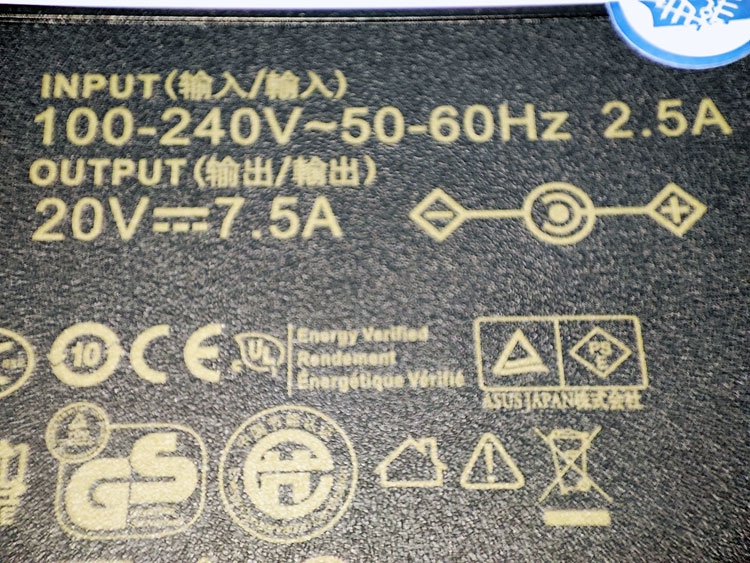 INPUT(输入/輸入)
100-240V~50-60Hz 2.5A
OUTPUT(输出/輸出)
20V⎓7.5A
10
CE
UL
Energy Verified
Rendement
Énergétique Vérifié
PS
E
ASUS JAPAN株式会社
GS